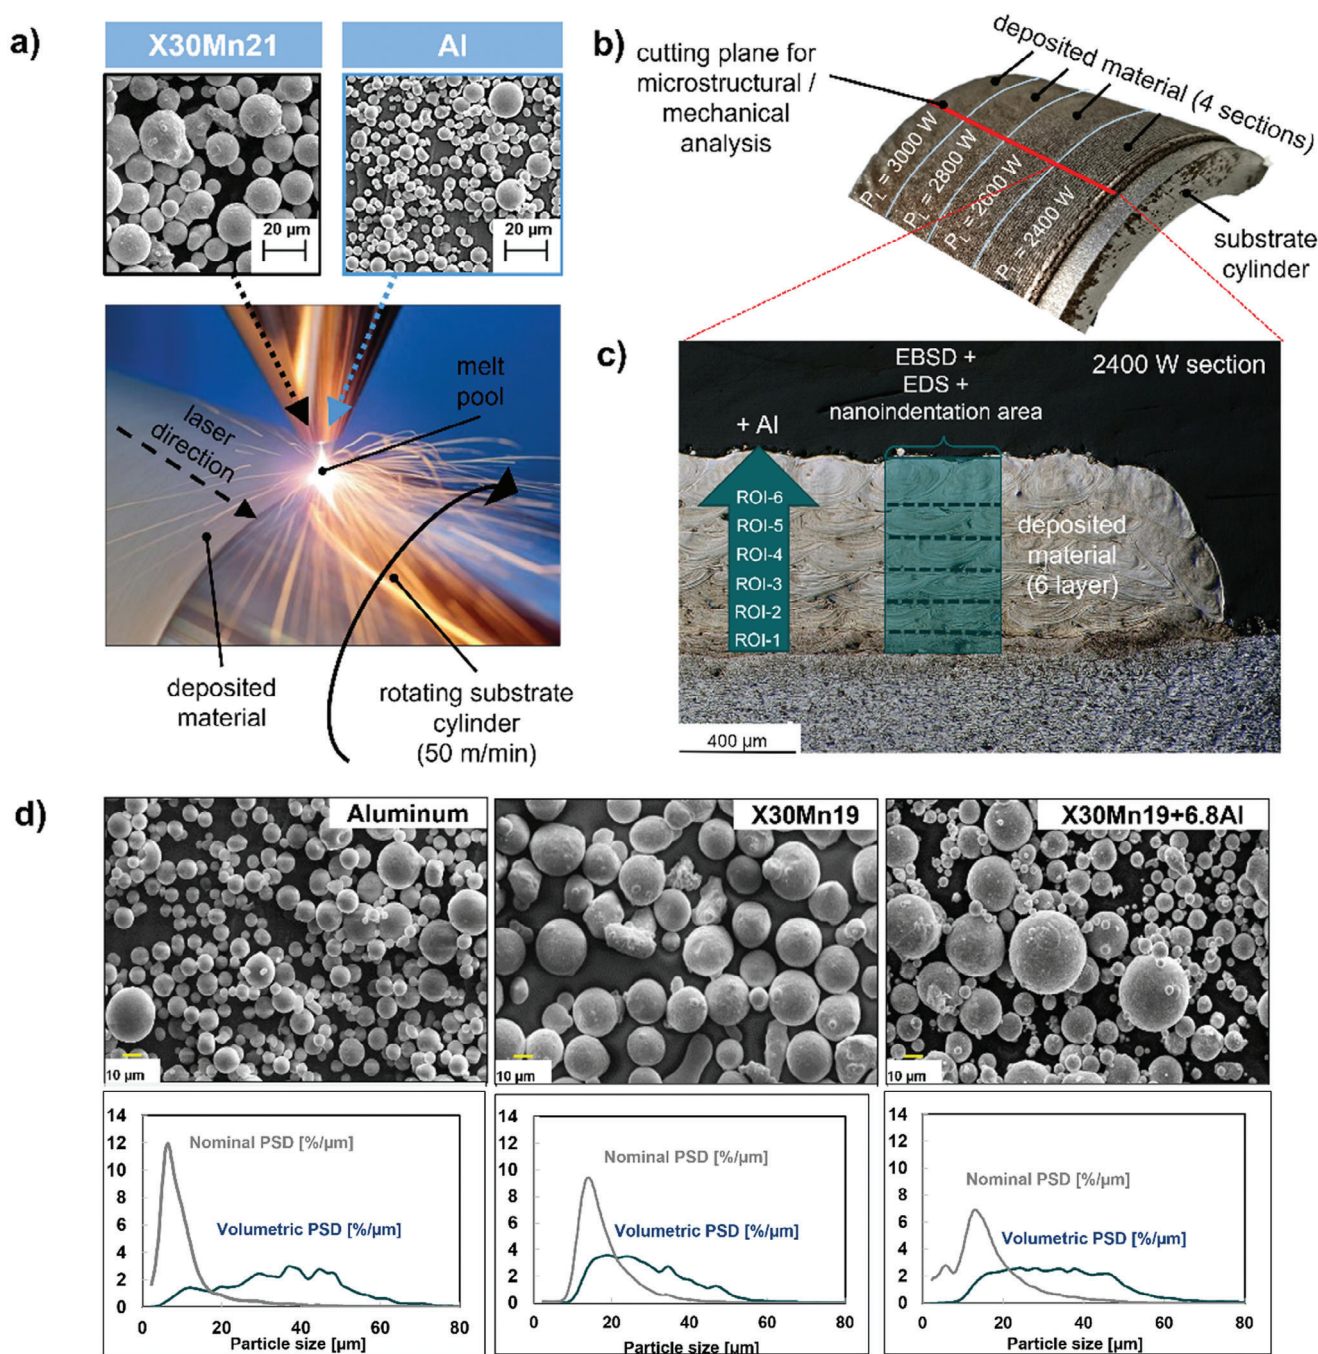 a)
X30Mn21
Al
20 µm
20 µm
melt
pool
laser
direction
deposited
material
rotating substrate
cylinder
(50 m/min)
b)
cutting plane for
microstructural /
mechanical
analysis
deposited
material (4 sections)
P_L = 3000 W
P_L = 2800 W
P_L = 2600 W
P_L = 2400 W
substrate
cylinder
c)
EBSD +
EDS +
nanoindentation area
2400 W section
+ Al
ROI-6
ROI-5
ROI-4
ROI-3
ROI-2
ROI-1
deposited
material
(6 layer)
400 µm
d)
Aluminum
10 µm
X30Mn19
10 µm
X30Mn19+6.8Al
10 µm
14
12
10
8
6
4
2
0
Nominal PSD [%/µm]
Volumetric PSD [%/µm]
0 20 40 60 80
Particle size [µm]
14
12
10
8
6
4
2
0
Nominal PSD [%/µm]
Volumetric PSD [%/µm]
0 20 40 60 80
Particle size [µm]
14
12
10
8
6
4
2
0
Nominal PSD [%/µm]
Volumetric PSD [%/µm]
0 20 40 60 80
Particle size [µm]